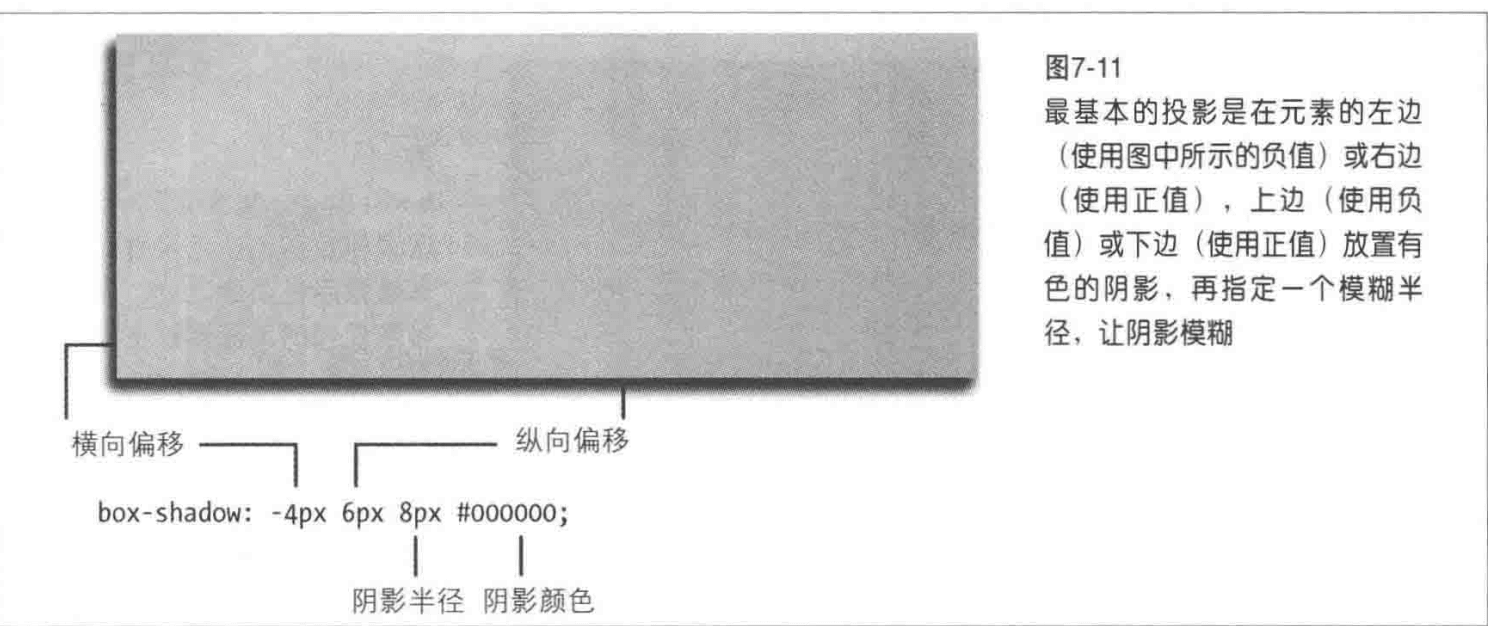 图7-11
最基本的投影是在元素的左边
（使用图中所示的负值）或右边
（使用正值），上边（使用负
值）或下边（使用正值）放置有
色的阴影，再指定一个模糊半
径，让阴影模糊
横向偏移 纵向偏移
box-shadow: -4px 6px 8px #000000;
阴影半径 阴影颜色